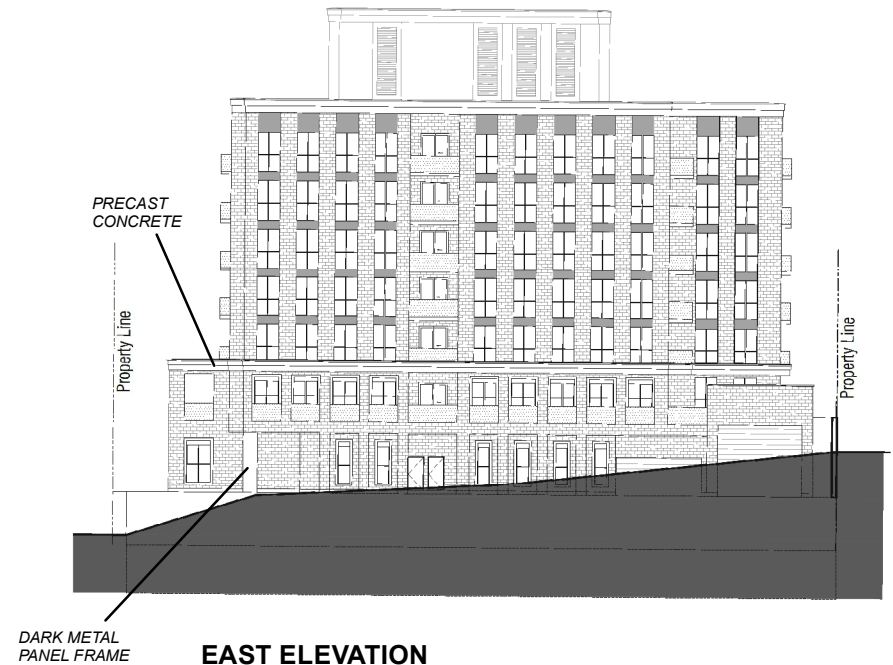 PRECAST
CONCRETE
Property Line
Property Line
DARK METAL
PANEL FRAME
EAST ELEVATION